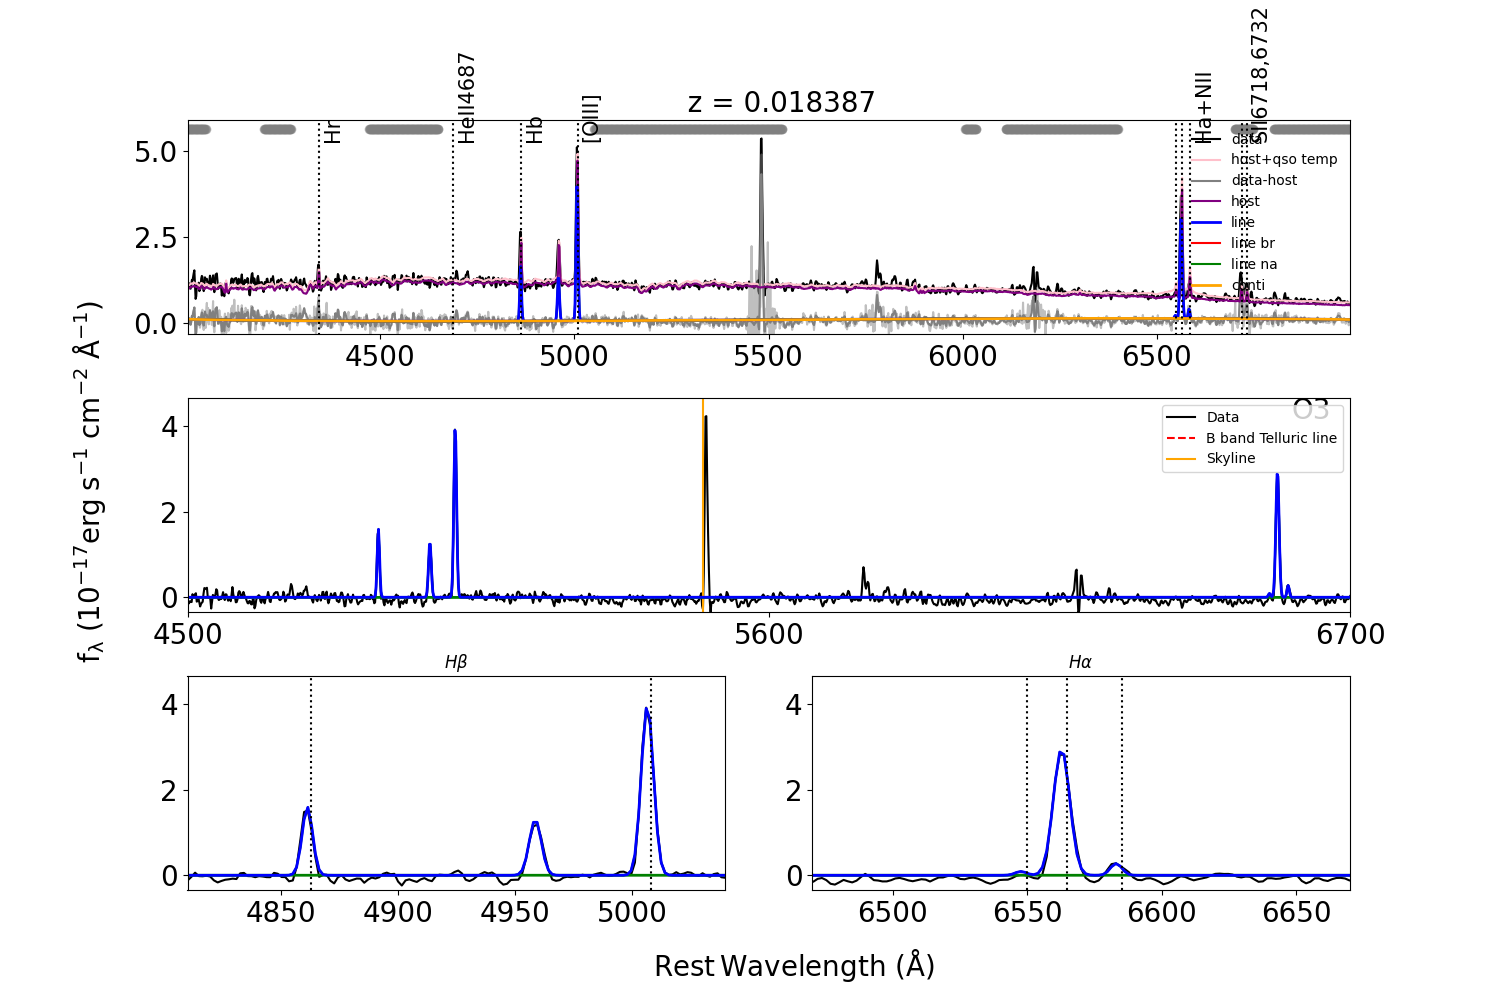 z = 0.018387
Hr
HeII4687
Hb
[OIII]
Ha+NII
SII6718,6732
data
host+qso temp
data-host
host
line
line br
line na
conti
5.0
2.5
0.0
4500
5000
5500
6000
6500
O3
Data
B band Telluric line
Skyline
4
2
0
4500
5600
6700
fλ (10−17erg s−1 cm−2 Å−1)
Hβ
4
2
0
4850
4900
4950
5000
Hα
4
2
0
6500
6550
6600
6650
Rest Wavelength (Å)